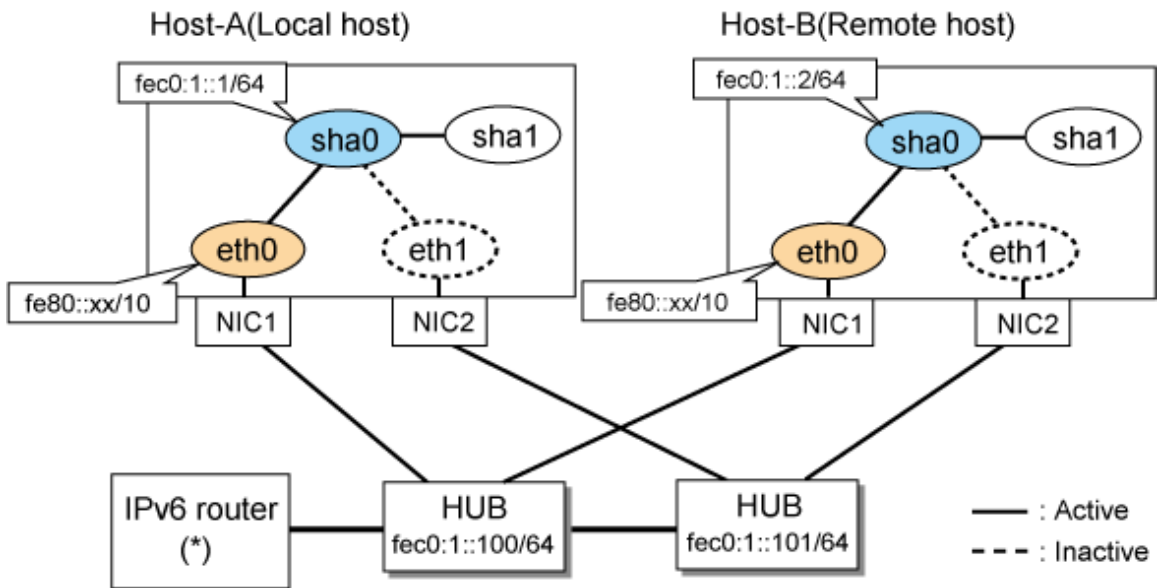 Host-A(Local host)
Host-B(Remote host)
fec0:1::1/64
fec0:1::2/64
sha0
sha1
sha0
sha1
eth0
eth1
eth0
eth1
fe80::xx/10
fe80::xx/10
NIC1
NIC2
NIC1
NIC2
IPv6 router
(*)
HUB
fec0:1::100/64
HUB
fec0:1::101/64
: Active
: Inactive